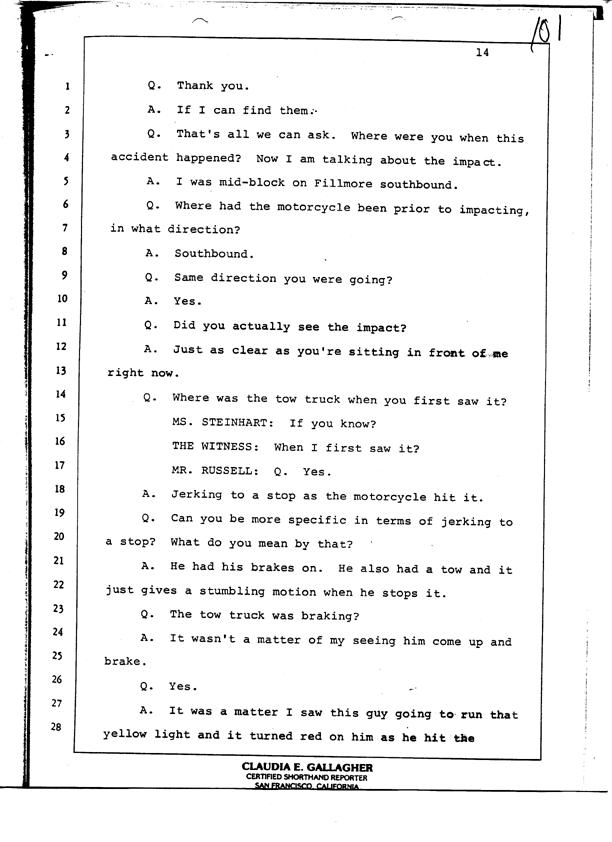 101
14
1 Q. Thank you.
2 A. If I can find them.
3 Q. That's all we can ask. Where were you when this
4 accident happened? Now I am talking about the impact.
5 A. I was mid-block on Fillmore southbound.
6 Q. Where had the motorcycle been prior to impacting,
7 in what direction?
8 A. Southbound.
9 Q. Same direction you were going?
10 A. Yes.
11 Q. Did you actually see the impact?
12 A. Just as clear as you're sitting in front of me
13 right now.
14 Q. Where was the tow truck when you first saw it?
15 MS. STEINHART: If you know?
16 THE WITNESS: When I first saw it?
17 MR. RUSSELL: Q. Yes.
18 A. Jerking to a stop as the motorcycle hit it.
19 Q. Can you be more specific in terms of jerking to
20 a stop? What do you mean by that?
21 A. He had his brakes on. He also had a tow and it
22 just gives a stumbling motion when he stops it.
23 Q. The tow truck was braking?
24 A. It wasn't a matter of my seeing him come up and
25 brake.
26 Q. Yes.
27 A. It was a matter I saw this guy going to run that
28 yellow light and it turned red on him as he hit the
CLAUDIA E. GALLAGHER
CERTIFIED SHORTHAND REPORTER
SAN FRANCISCO, CALIFORNIA